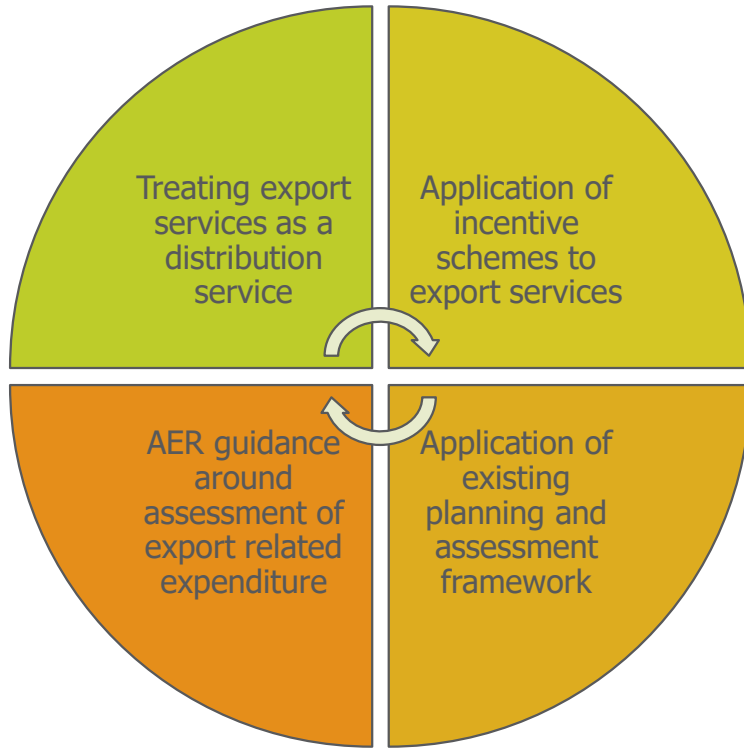 Treating export
services as a
distribution
service
Application of
incentive
schemes to
export services
AER guidance
around
assessment of
export related
expenditure
Application of
existing
planning and
assessment
framework